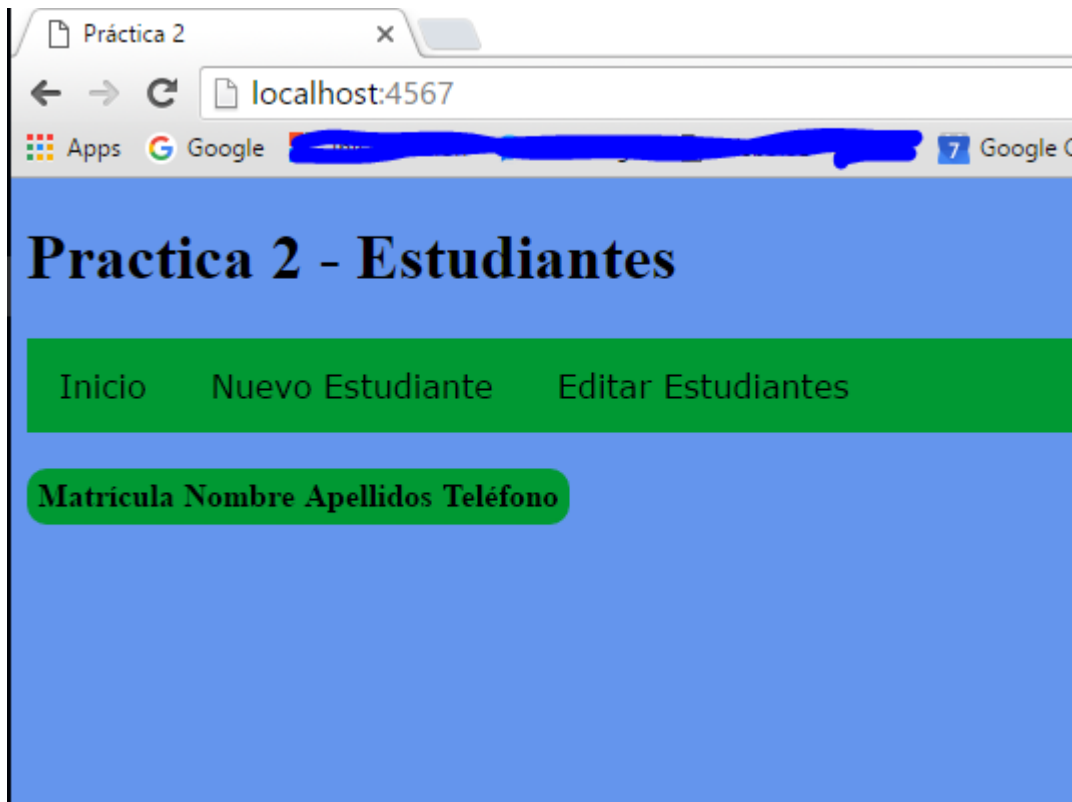 Práctica 2
localhost:4567
Apps Google 7 Google
Practica 2 - Estudiantes
Inicio Nuevo Estudiante Editar Estudiantes
Matrícula Nombre Apellidos Teléfono